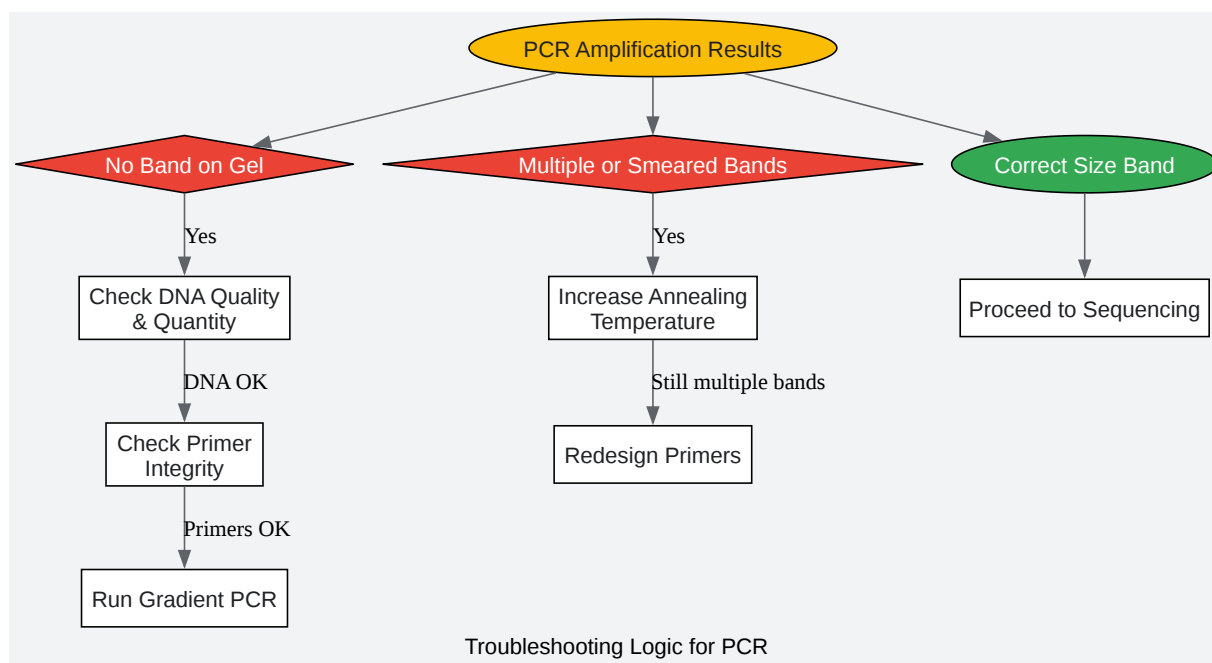 PCR Amplification Results
No Band on Gel
Multiple or Smeared Bands
Correct Size Band
Yes
Yes
Check DNA Quality
& Quantity
Increase Annealing
Temperature
Proceed to Sequencing
DNA OK
Still multiple bands
Check Primer
Integrity
Redesign Primers
Primers OK
Run Gradient PCR
Troubleshooting Logic for PCR